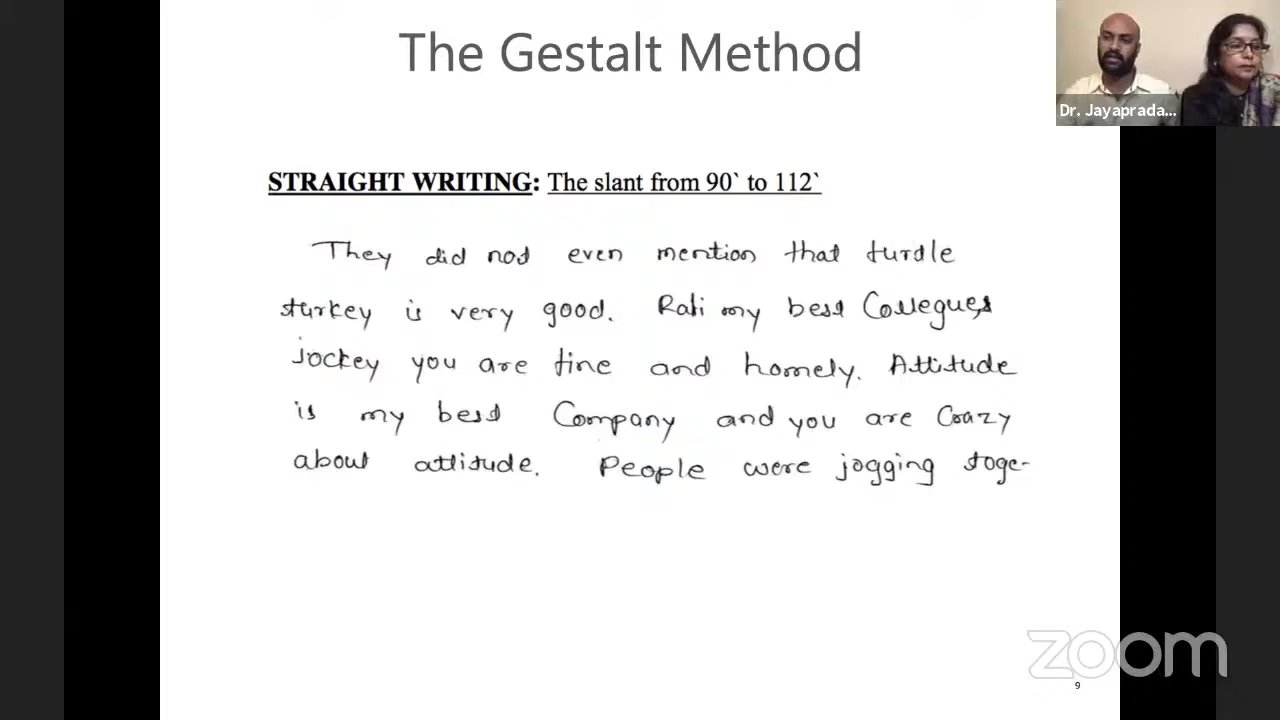 The Gestalt Method
Dr. Jayaprada...
STRAIGHT WRITING: The slant from 90` to 112`
They did not even mention that turtle
turkey is very good. Rati my best Collegues
jockey you are fine and homely. Attitude
is my best Company and you are Crazy
about attitude. People were jogging stoge-
zoom
9